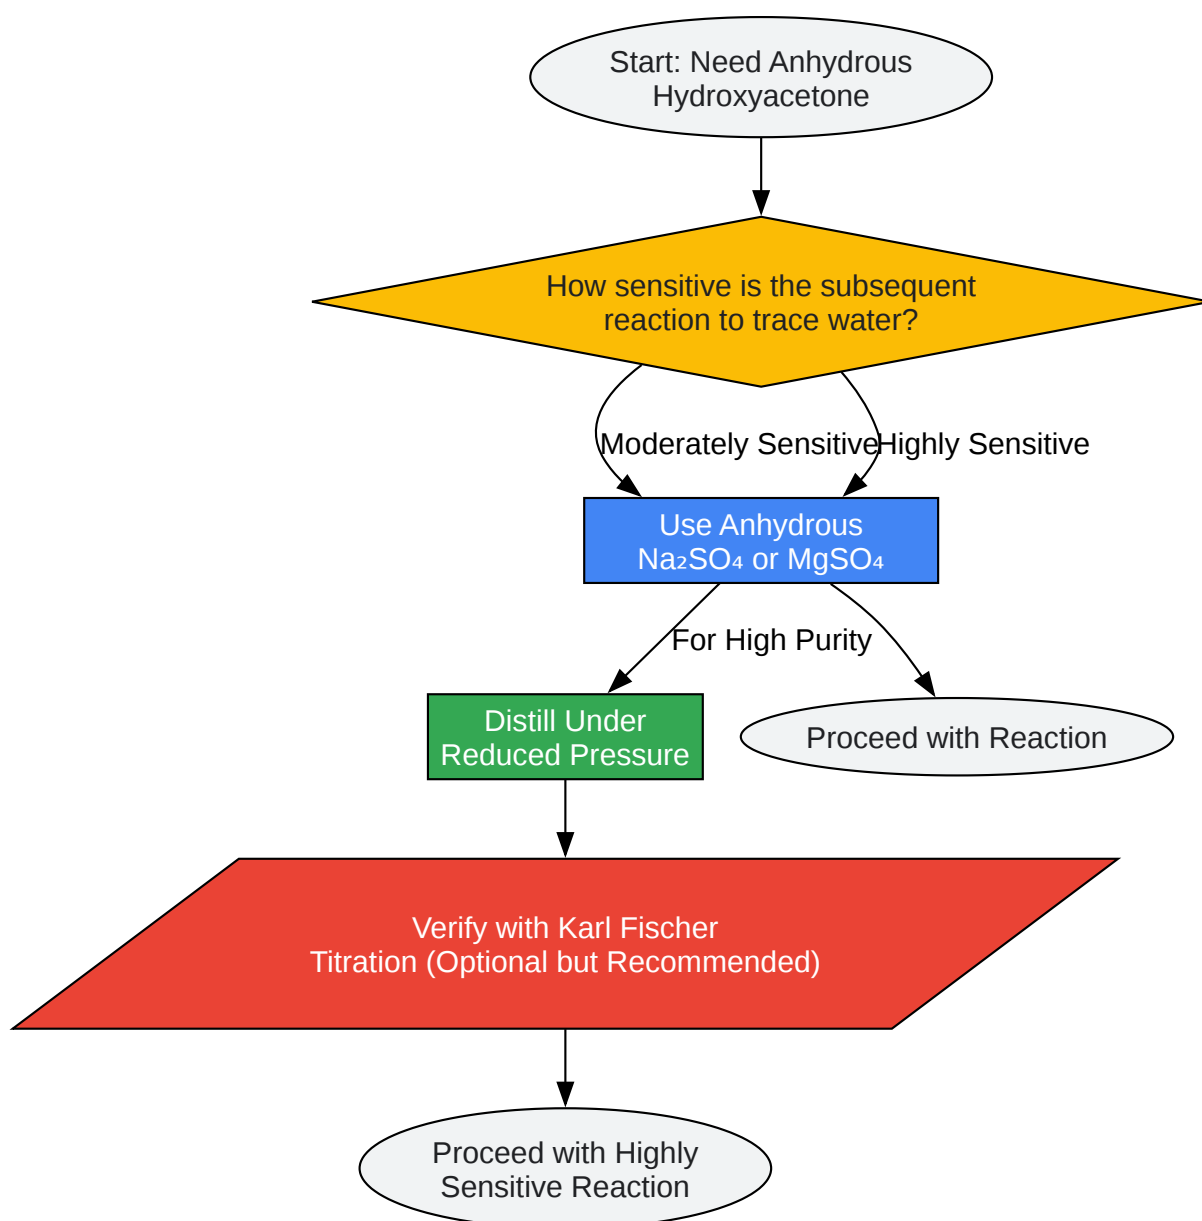 Start: Need Anhydrous
Hydroxyacetone
How sensitive is the subsequent
reaction to trace water?
Moderately Sensitive
Highly Sensitive
Use Anhydrous
Na₂SO₄ or MgSO₄
For High Purity
Distill Under
Reduced Pressure
Proceed with Reaction
Verify with Karl Fischer
Titration (Optional but Recommended)
Proceed with Highly
Sensitive Reaction